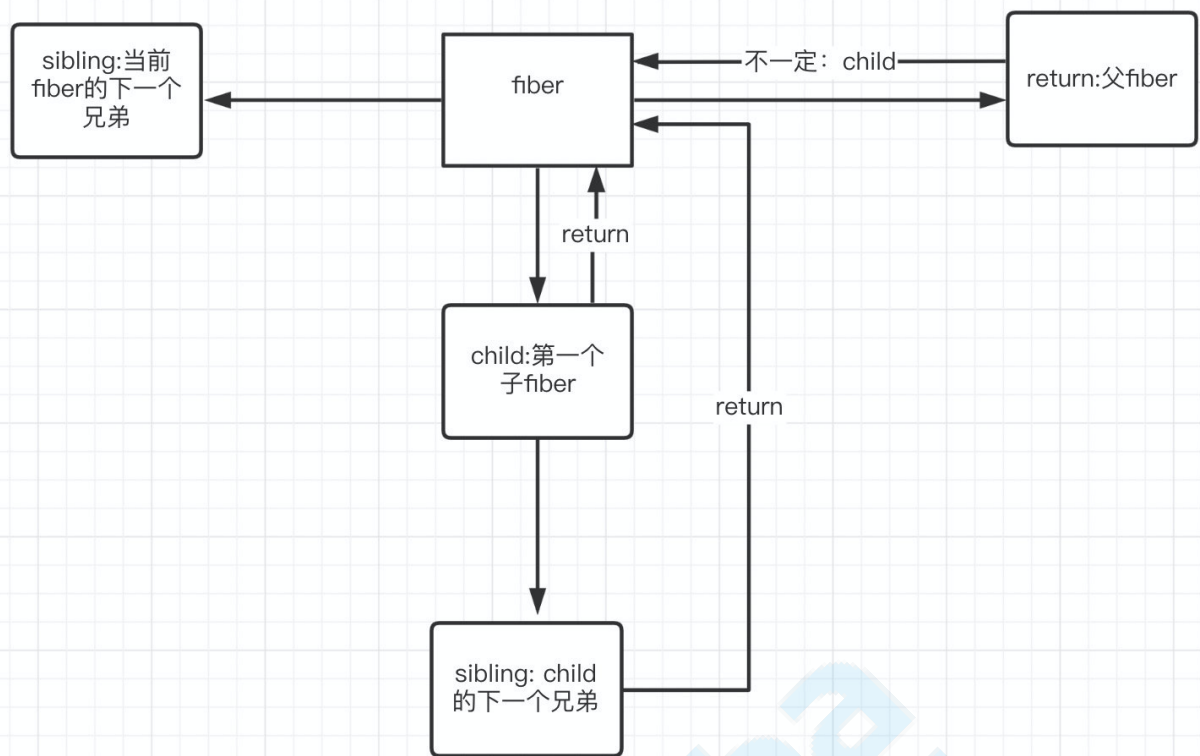 sibling:当前
fiber的下一个
兄弟
fiber
不一定：child
return:父fiber
return
child:第一个
子fiber
return
sibling: child
的下一个兄弟